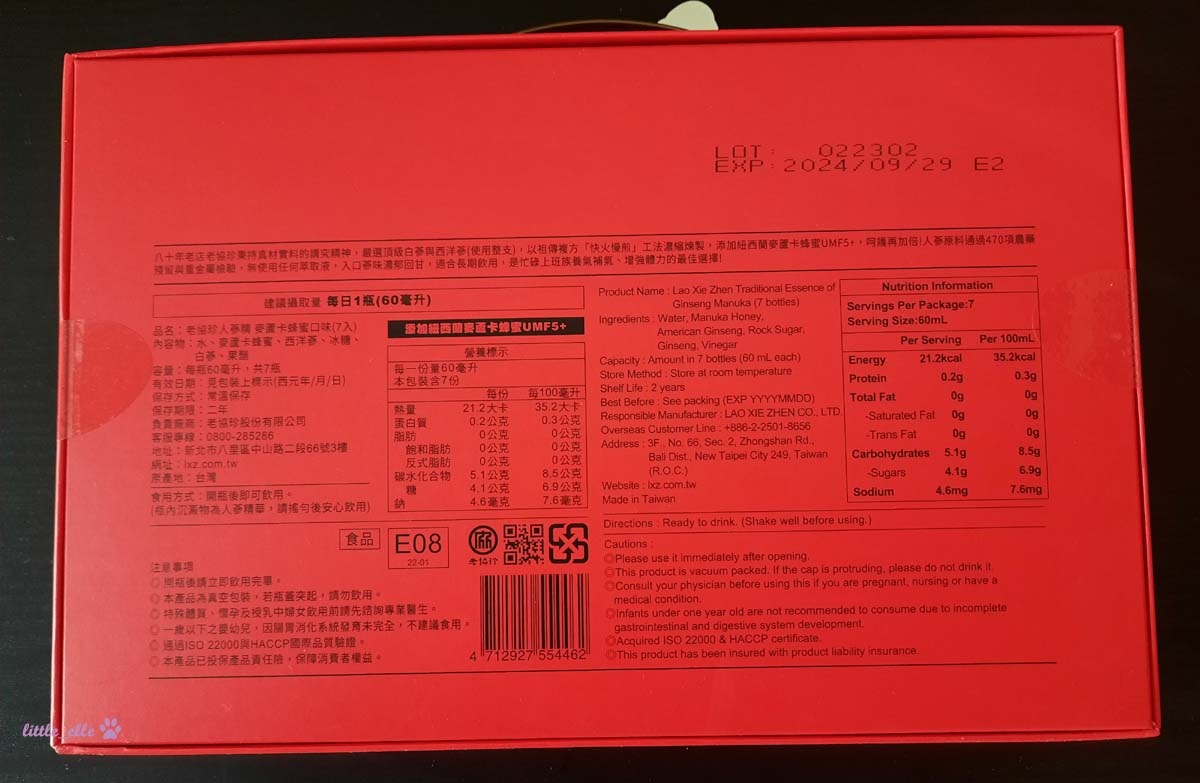 LOT: 022302
EXP:2024/09/29 E2
八十年老店老協珍秉持真材實料的講究精神，嚴選頂級白蔘與西洋蔘(使用整支)，以祖傳複方「快火慢煎」工法濃縮煉製，添加紐西蘭麥蘆卡蜂蜜UMF5+，呵護再加倍!人蔘原料通過470項農藥
殘留與重金屬檢驗，無使用任何萃取液，入口蔘味濃郁回甘，適合長期飲用，是忙碌上班族養氣補氣、增強體力的最佳選擇!
建議攝取量 每日1瓶(60毫升)
品名：老協珍人蔘精 麥蘆卡蜂蜜口味(7入)
內容物：水、麥蘆卡蜂蜜、西洋蔘、冰糖、
白蔘、果醋
容量：每瓶60毫升，共7瓶
有效日期：見包裝上標示(西元年/月/日)
保存方式：常溫保存
保存期限：二年
負責廠商：老協珍股份有限公司
客服專線：0800-285286
地址：新北市八里區中山路二段66號3樓
網址：lxz.com.tw
原產地：台灣
食用方式：開瓶後即可飲用。
(瓶內沉澱物為人蔘精華，請搖勻後安心飲用)
添加紐西蘭麥蘆卡蜂蜜UMF5+
營養標示
每一份量60毫升
本包裝含7份
每份 每100毫升
熱量 21.2大卡 35.2大卡
蛋白質 0.2公克 0.3公克
脂肪 0公克 0公克
飽和脂肪 0公克 0公克
反式脂肪 0公克 0公克
碳水化合物 5.1公克 8.5公克
糖 4.1公克 6.9公克
鈉 4.6毫克 7.6毫克
食品
E08
22-01
老協珍
注意事項
◎開瓶後請立即飲用完畢。
◎本產品為真空包裝，若瓶蓋突起，請勿飲用。
◎特殊體質、懷孕及授乳中婦女飲用前請先諮詢專業醫生。
◎一歲以下之嬰幼兒，因腸胃消化系統發育未完全，不建議食用。
◎通過ISO 22000與HACCP國際品質驗證。
◎本產品已投保產品責任險，保障消費者權益。
4 712927 554462
Product Name : Lao Xie Zhen Traditional Essence of
Ginseng Manuka (7 bottles)
Ingredients : Water, Manuka Honey,
American Ginseng, Rock Sugar,
Ginseng, Vinegar
Capacity : Amount in 7 bottles (60 mL each)
Store Method : Store at room temperature
Shelf Life : 2 years
Best Before : See packing (EXP YYYYMMDD)
Responsible Manufacturer : LAO XIE ZHEN CO., LTD.
Overseas Customer Line : +886-2-2501-8656
Address : 3F., No. 66, Sec. 2, Zhongshan Rd.,
Bali Dist., New Taipei City 249, Taiwan
(R.O.C.)
Website : lxz.com.tw
Made in Taiwan
Nutrition Information
Servings Per Package:7
Serving Size:60mL
Per Serving Per 100mL
Energy 21.2kcal 35.2kcal
Protein 0.2g 0.3g
Total Fat 0g 0g
-Saturated Fat 0g 0g
-Trans Fat 0g 0g
Carbohydrates 5.1g 8.5g
-Sugars 4.1g 6.9g
Sodium 4.6mg 7.6mg
Directions : Ready to drink. (Shake well before using.)
Cautions :
◎Please use it immediately after opening.
◎This product is vacuum packed. If the cap is protruding, please do not drink it.
◎Consult your physician before using this if you are pregnant, nursing or have a
medical condition.
◎Infants under one year old are not recommended to consume due to incomplete
gastrointestinal and digestive system development.
◎Acquired ISO 22000 & HACCP certificate.
◎This product has been insured with product liability insurance.
little_elle